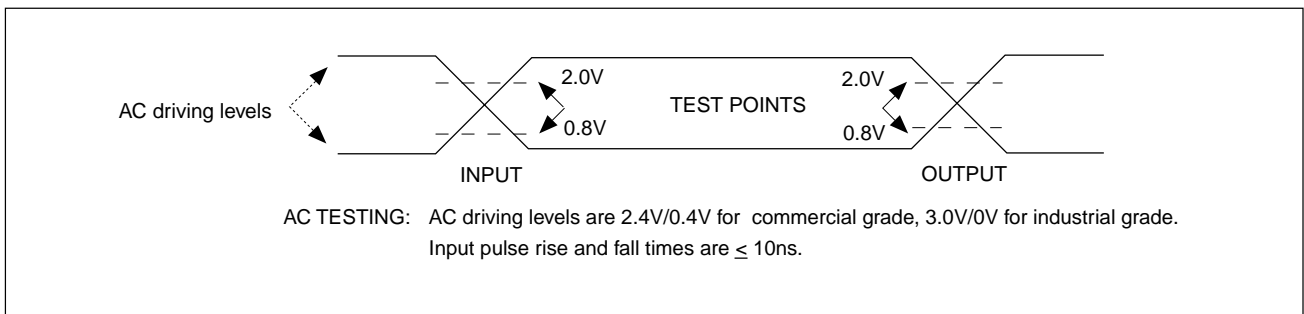 2.0V
2.0V
AC driving levels
TEST POINTS
0.8V
0.8V
INPUT
OUTPUT
AC TESTING: AC driving levels are 2.4V/0.4V for commercial grade, 3.0V/0V for industrial grade.
Input pulse rise and fall times are ≤ 10ns.